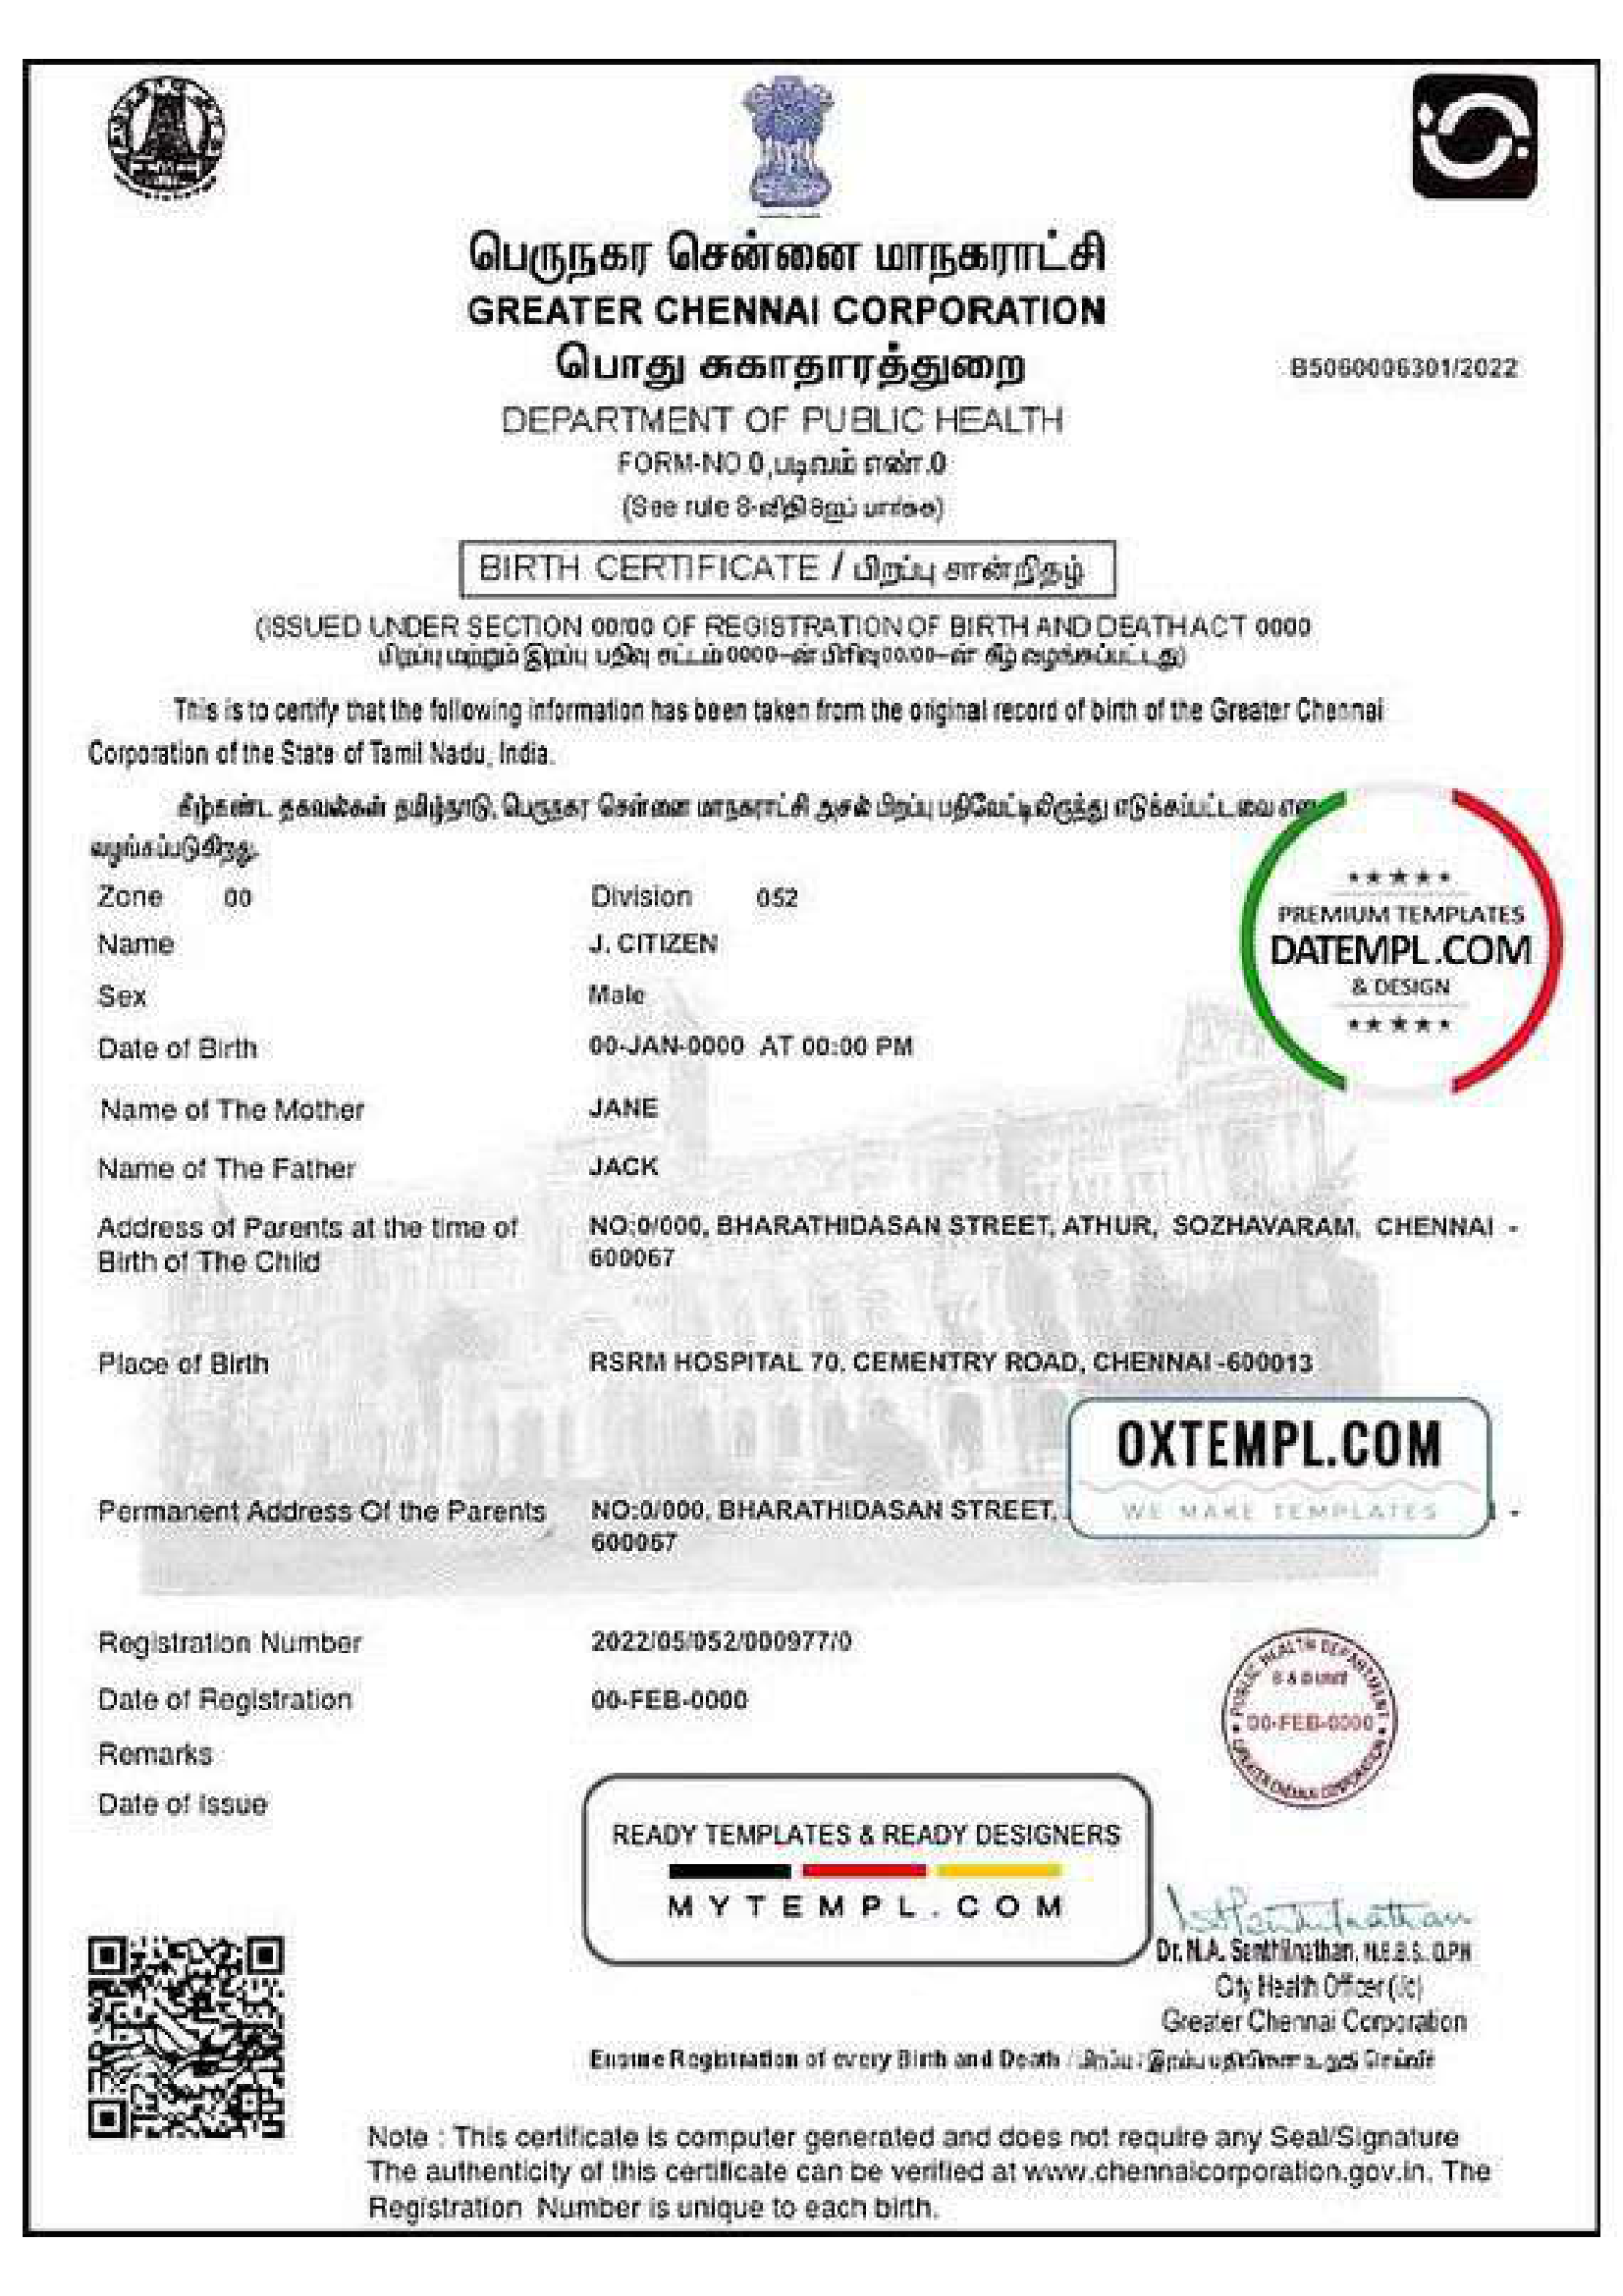 பெருநகர சென்னை மாநகராட்சி
GREATER CHENNAI CORPORATION
பொது சுகாதாரத்துறை
B5060006301/2022
DEPARTMENT OF PUBLIC HEALTH
FORM-NO.0,படிவம் எண்.0
(See rule 8-விதி 8ஐப் பார்க்க)
BIRTH CERTIFICATE / பிறப்பு சான்றிதழ்
(ISSUED UNDER SECTION 00/00 OF REGISTRATION OF BIRTH AND DEATH ACT 0000
பிறப்பு மற்றும் இறப்பு பதிவு சட்டம் 0000-ன் பிரிவு 00/00-ன் கீழ் வழங்கப்பட்டது)
This is to certify that the following information has been taken from the original record of birth of the Greater Chennai
Corporation of the State of Tamil Nadu, India.
கீழ்கண்ட தகவல்கள் தமிழ்நாடு, பெருநகர சென்னை மாநகராட்சி அசல் பிறப்பு பதிவேட்டிலிருந்து எடுக்கப்பட்டவை என
வழங்கப்படுகிறது.
★★★★★
PREMIUM TEMPLATES
DATEMPL.COM
& DESIGN
★★★★★
Zone 00 Division 052
Name J. CITIZEN
Sex Male
Date of Birth 00-JAN-0000 AT 00:00 PM
Name of The Mother JANE
Name of The Father JACK
Address of Parents at the time of NO:0/000, BHARATHIDASAN STREET, ATHUR, SOZHAVARAM, CHENNAI -
Birth of The Child 600067
Place of Birth RSRM HOSPITAL 70, CEMENTRY ROAD, CHENNAI -600013
OXTEMPL.COM
WE MAKE TEMPLATES
Permanent Address Of the Parents NO:0/000, BHARATHIDASAN STREET, -
600067
Registration Number 2022/05/052/000977/0
Date of Registration 00-FEB-0000
Remarks
Date of Issue
PUBLIC HEALTH DEPARTMENT
B & D UNIT
00-FEB-0000
GREATER CHENNAI CORPORATION
READY TEMPLATES & READY DESIGNERS
MYTEMPL.COM
Dr. N.A. Senthilnathan, M.B.B.S., D.PH
City Health Officer (i/c)
Greater Chennai Corporation
Ensure Registration of every Birth and Death /
Note : This certificate is computer generated and does not require any Seal/Signature
The authenticity of this certificate can be verified at www.chennaicorporation.gov.in. The
Registration Number is unique to each birth.